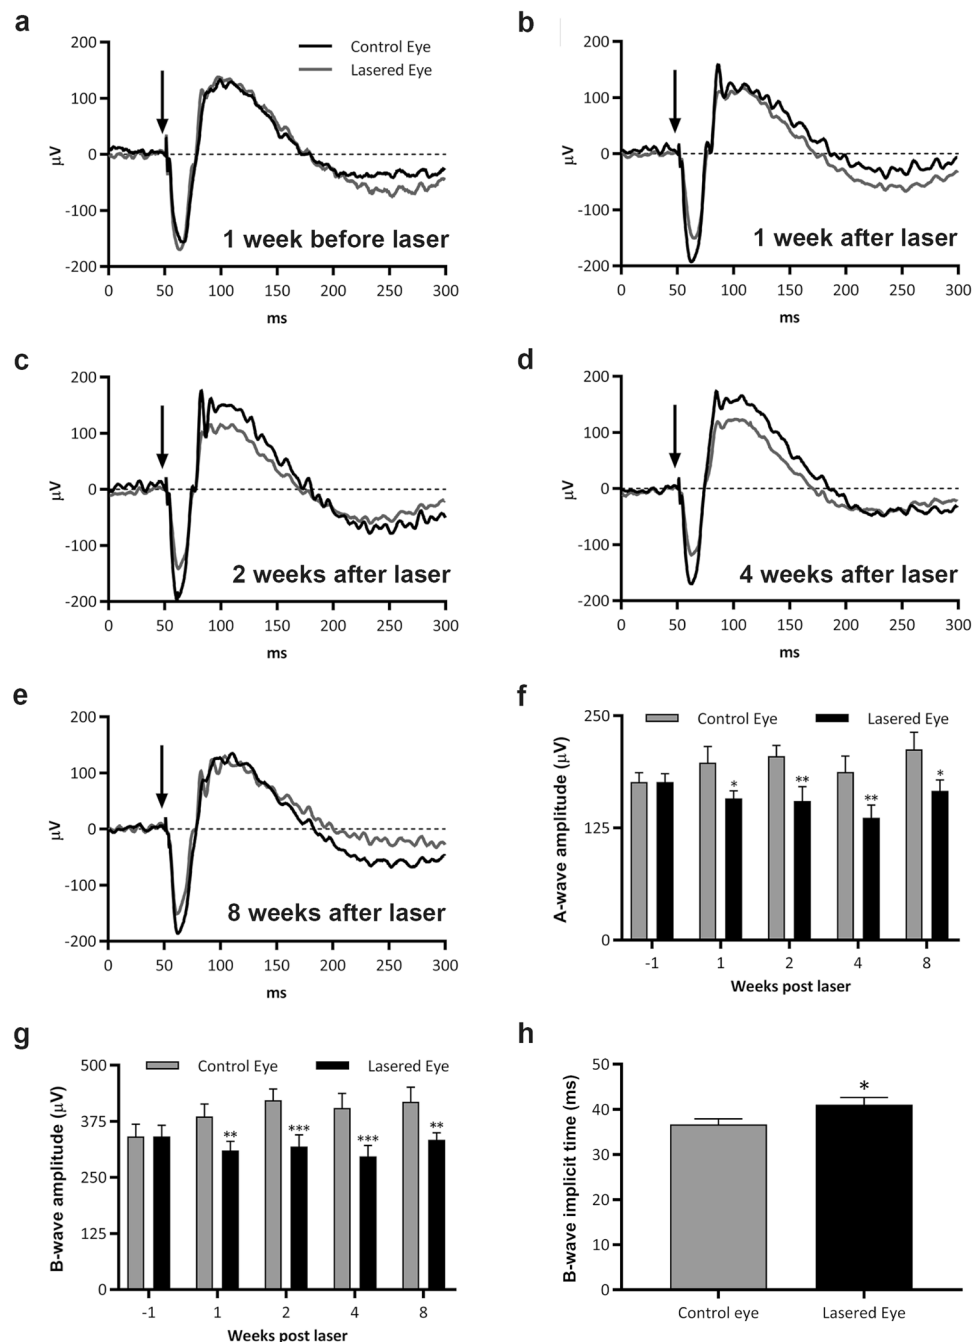 a
200
100
0
-100
-200
μV
Control Eye
Lasered Eye
1 week before laser
0 50 100 150 200 250 300
ms
b
200
100
0
-100
-200
μV
1 week after laser
0 50 100 150 200 250 300
ms
c
200
100
0
-100
-200
μV
2 weeks after laser
0 50 100 150 200 250 300
ms
d
200
100
0
-100
-200
μV
4 weeks after laser
0 50 100 150 200 250 300
ms
e
200
100
0
-100
-200
μV
8 weeks after laser
0 50 100 150 200 250 300
ms
f
250
125
0
A-wave amplitude (μV)
Control Eye Lasered Eye
* ** ** *
-1 1 2 4 8
Weeks post laser
g
500
375
250
125
0
B-wave amplitude (μV)
Control Eye Lasered Eye
** *** *** **
-1 1 2 4 8
Weeks post laser
h
50
40
30
20
10
0
B-wave implicit time (ms)
*
Control eye Lasered Eye